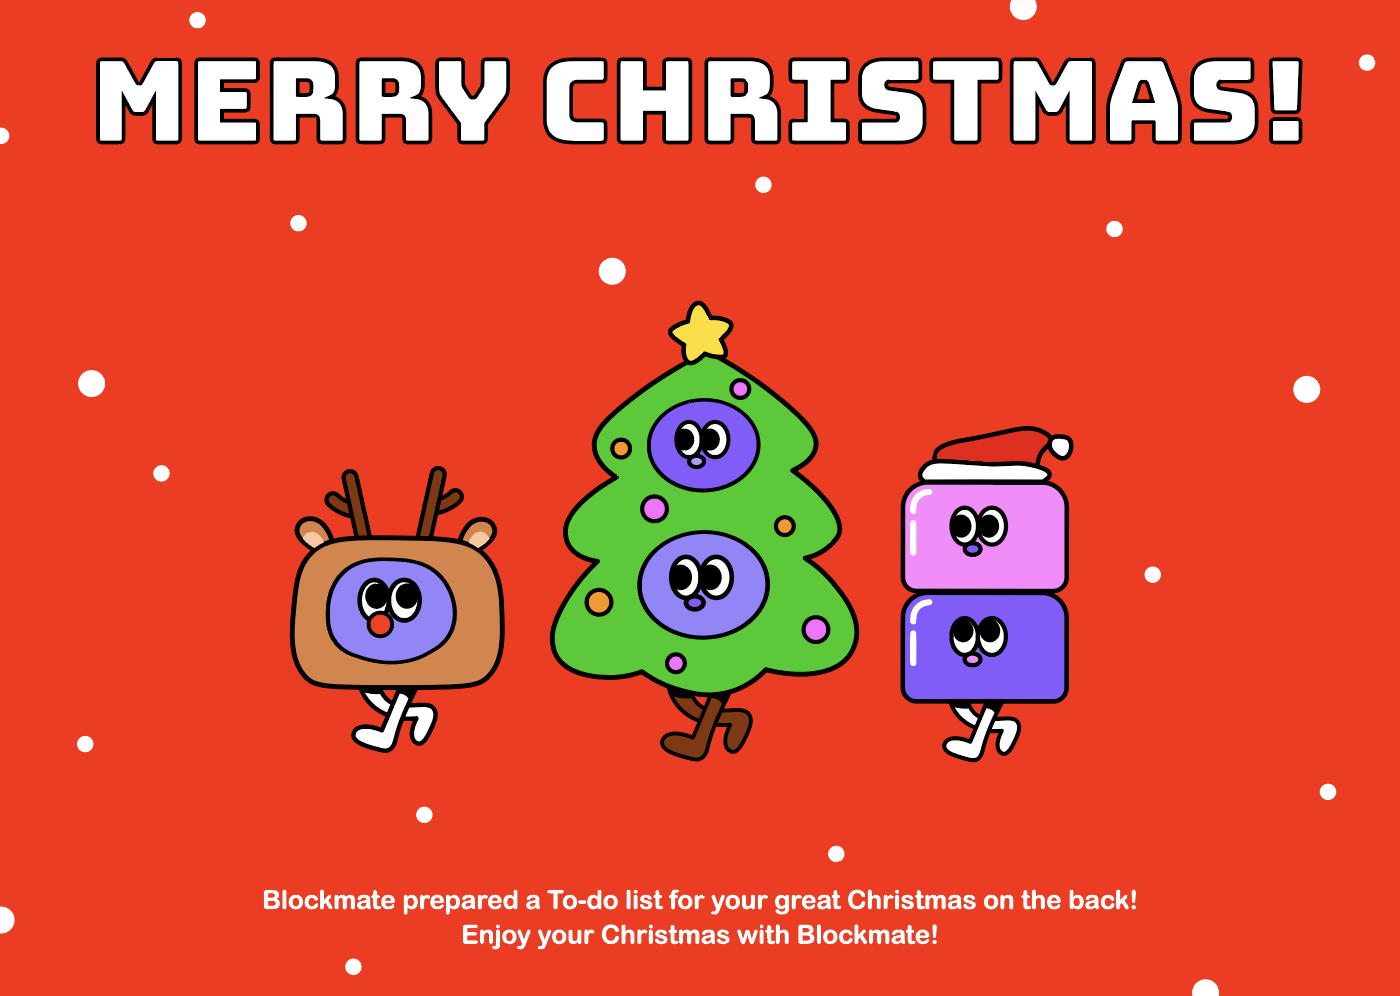 MERRY CHRISTMAS!
Blockmate prepared a To-do list for your great Christmas on the back!
Enjoy your Christmas with Blockmate!